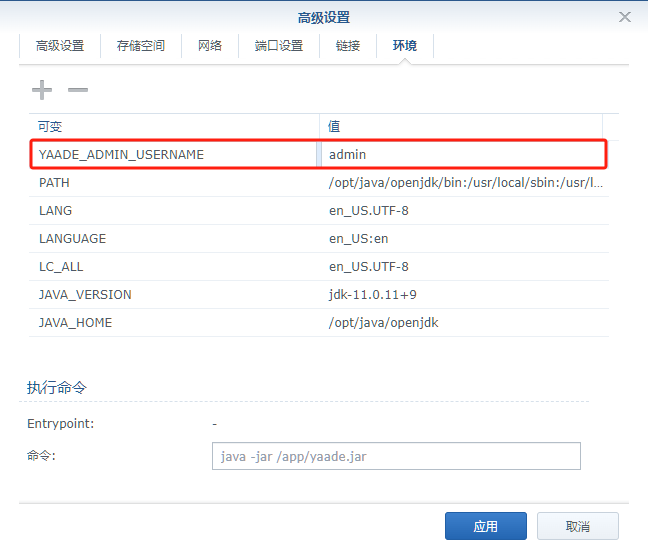 高级设置
高级设置 存储空间 网络 端口设置 链接 环境
可变 值
YAADE_ADMIN_USERNAME admin
PATH /opt/java/openjdk/bin:/usr/local/sbin:/usr/l...
LANG en_US.UTF-8
LANGUAGE en_US:en
LC_ALL en_US.UTF-8
JAVA_VERSION jdk-11.0.11+9
JAVA_HOME /opt/java/openjdk
执行命令
Entrypoint: -
命令: java -jar /app/yaade.jar
应用 取消